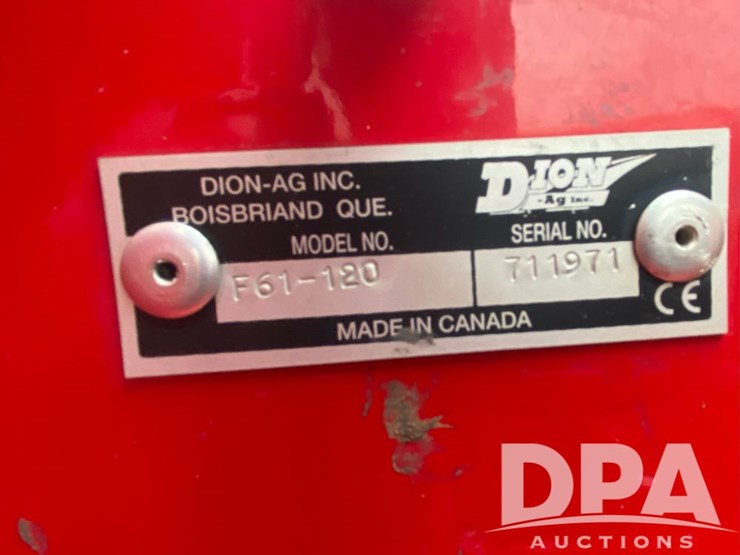 DION-AG INC.
BOISBRIAND QUE.
DION
-Ag inc.
MODEL NO.
SERIAL NO.
F61-120
711971
MADE IN CANADA
CE
DPA
AUCTIONS